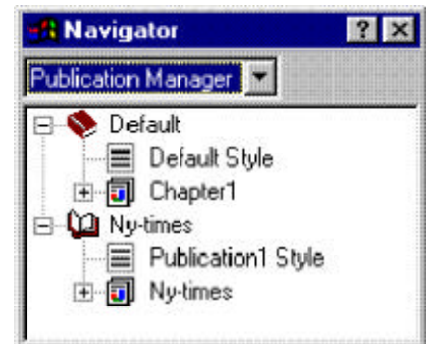 Navigator
Publication Manager
Default
Default Style
Chapter1
Ny-times
Publication1 Style
Ny-times